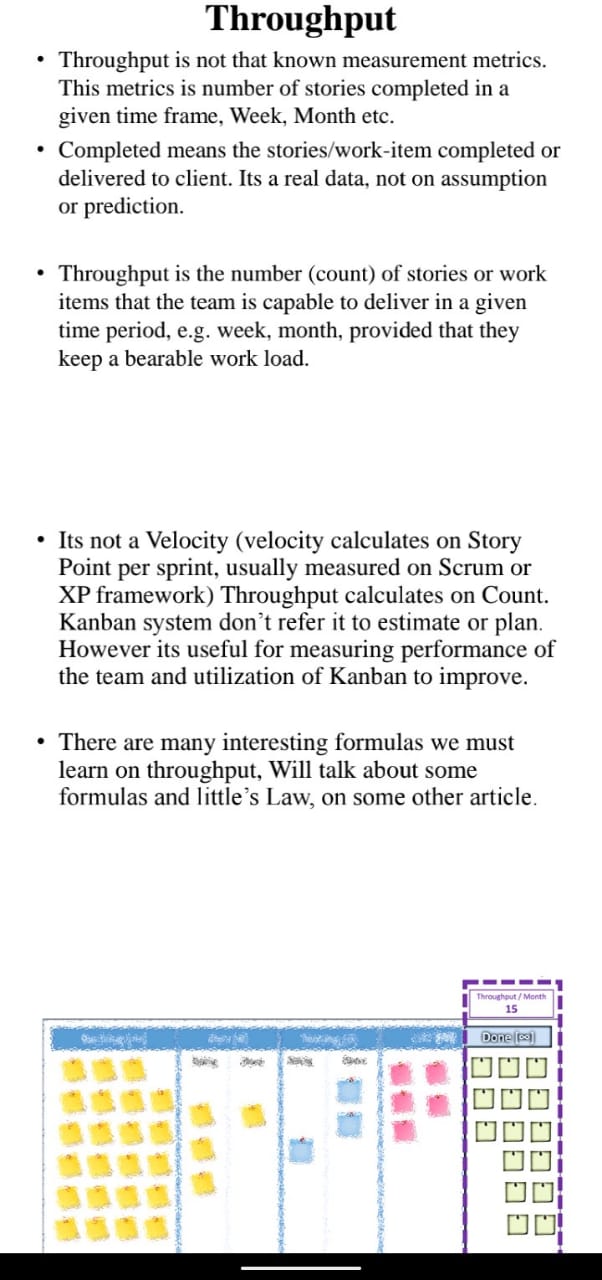 Throughput
• Throughput is not that known measurement metrics.
This metrics is number of stories completed in a
given time frame, Week, Month etc.
• Completed means the stories/work-item completed or
delivered to client. Its a real data, not on assumption
or prediction.
• Throughput is the number (count) of stories or work
items that the team is capable to deliver in a given
time period, e.g. week, month, provided that they
keep a bearable work load.
• Its not a Velocity (velocity calculates on Story
Point per sprint, usually measured on Scrum or
XP framework) Throughput calculates on Count.
Kanban system don’t refer it to estimate or plan.
However its useful for measuring performance of
the team and utilization of Kanban to improve.
• There are many interesting formulas we must
learn on throughput, Will talk about some
formulas and little’s Law, on some other article.
Throughput / Month
15
Done [∞]